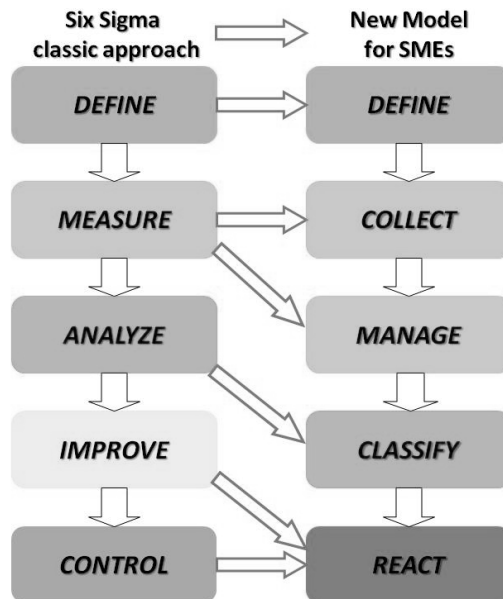 Six Sigma
classic approach
New Model
for SMEs
DEFINE
DEFINE
MEASURE
COLLECT
ANALYZE
MANAGE
IMPROVE
CLASSIFY
CONTROL
REACT